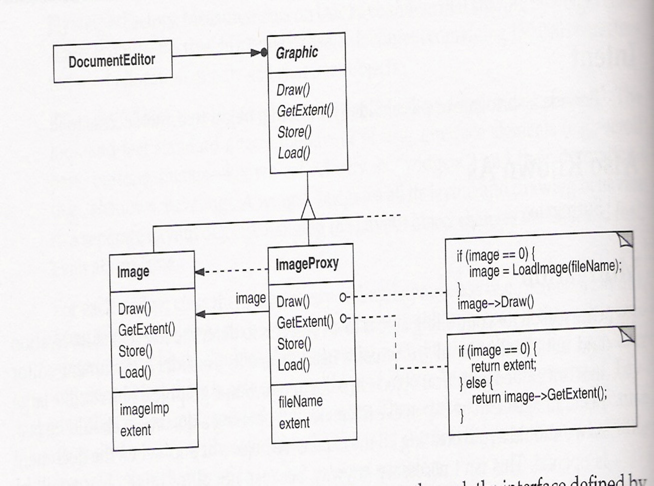 DocumentEditor
Graphic
Draw()
GetExtent()
Store()
Load()
Image
Draw()
GetExtent()
Store()
Load()
imageImp
extent
image
ImageProxy
Draw()
GetExtent()
Store()
Load()
fileName
extent
if (image == 0) {
image = LoadImage(fileName);
}
image->Draw()
if (image == 0) {
return extent;
} else {
return image->GetExtent();
}
the interface defined by